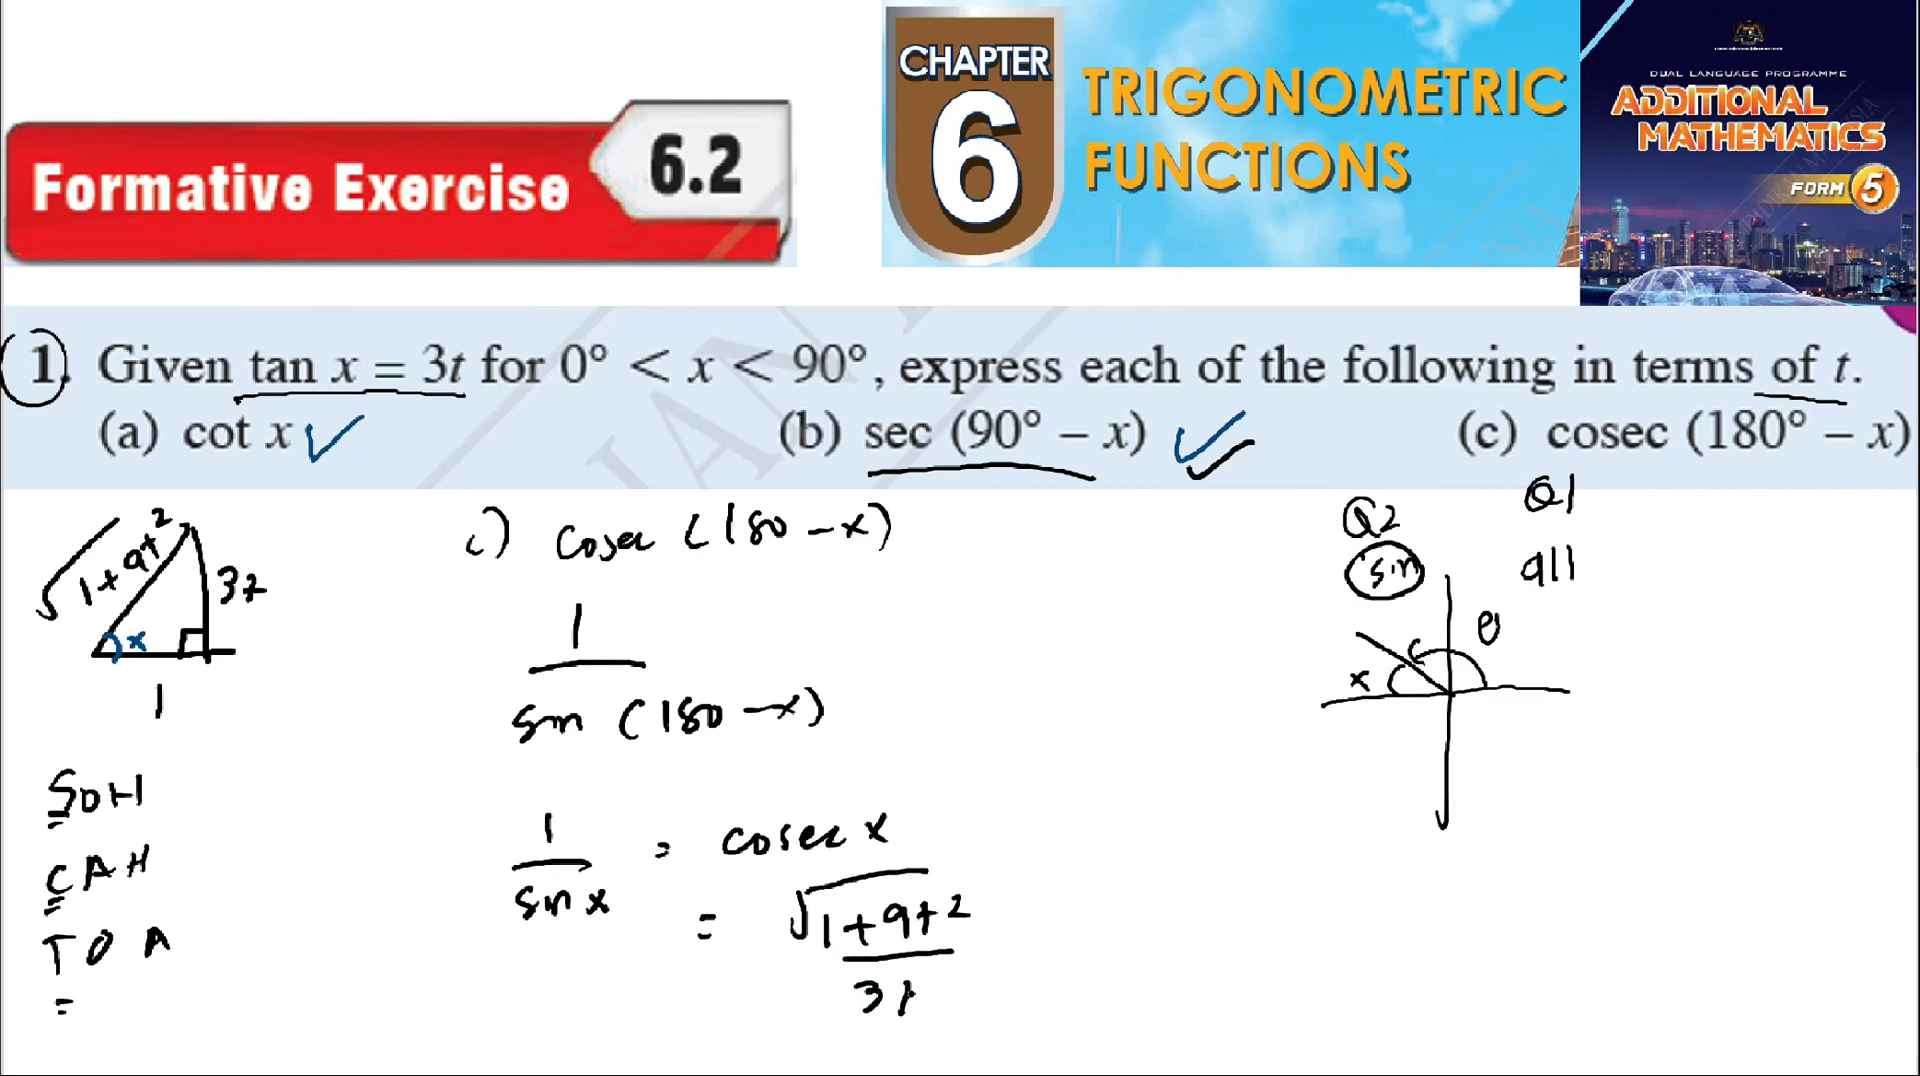 Formative Exercise 6.2
CHAPTER
6
TRIGONOMETRIC
FUNCTIONS
DUAL LANGUAGE PROGRAMME
ADDITIONAL
MATHEMATICS
FORM 5
1. Given tan x = 3t for 0° < x < 90°, express each of the following in terms of t.
(a) cot x (b) sec (90° – x) (c) cosec (180° – x)
√1+9t²
3t
x
1
SOH
CAH
TOA
c) cosec (180 - x)
1
sin (180 - x)
1
sin x
= cosec x
= √1+9t²
3t
Q2
Q1
sin
all
θ
x